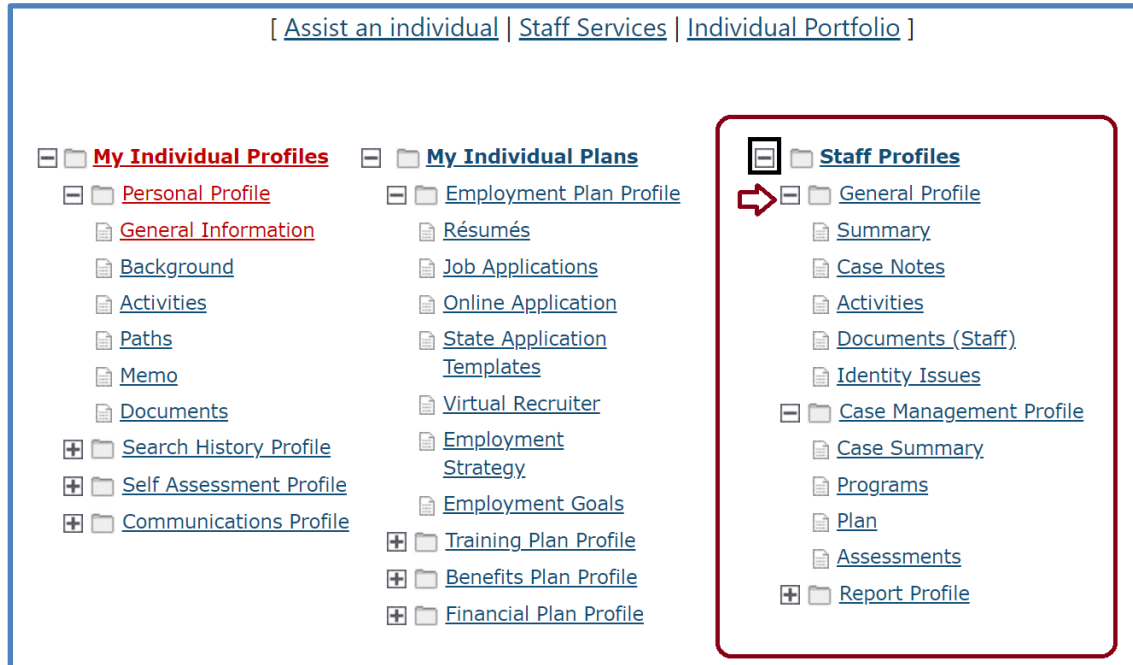 [ Assist an individual | Staff Services | Individual Portfolio ]
My Individual Profiles
Personal Profile
General Information
Background
Activities
Paths
Memo
Documents
Search History Profile
Self Assessment Profile
Communications Profile
My Individual Plans
Employment Plan Profile
Résumés
Job Applications
Online Application
State Application
Templates
Virtual Recruiter
Employment
Strategy
Employment Goals
Training Plan Profile
Benefits Plan Profile
Financial Plan Profile
Staff Profiles
General Profile
Summary
Case Notes
Activities
Documents (Staff)
Identity Issues
Case Management Profile
Case Summary
Programs
Plan
Assessments
Report Profile